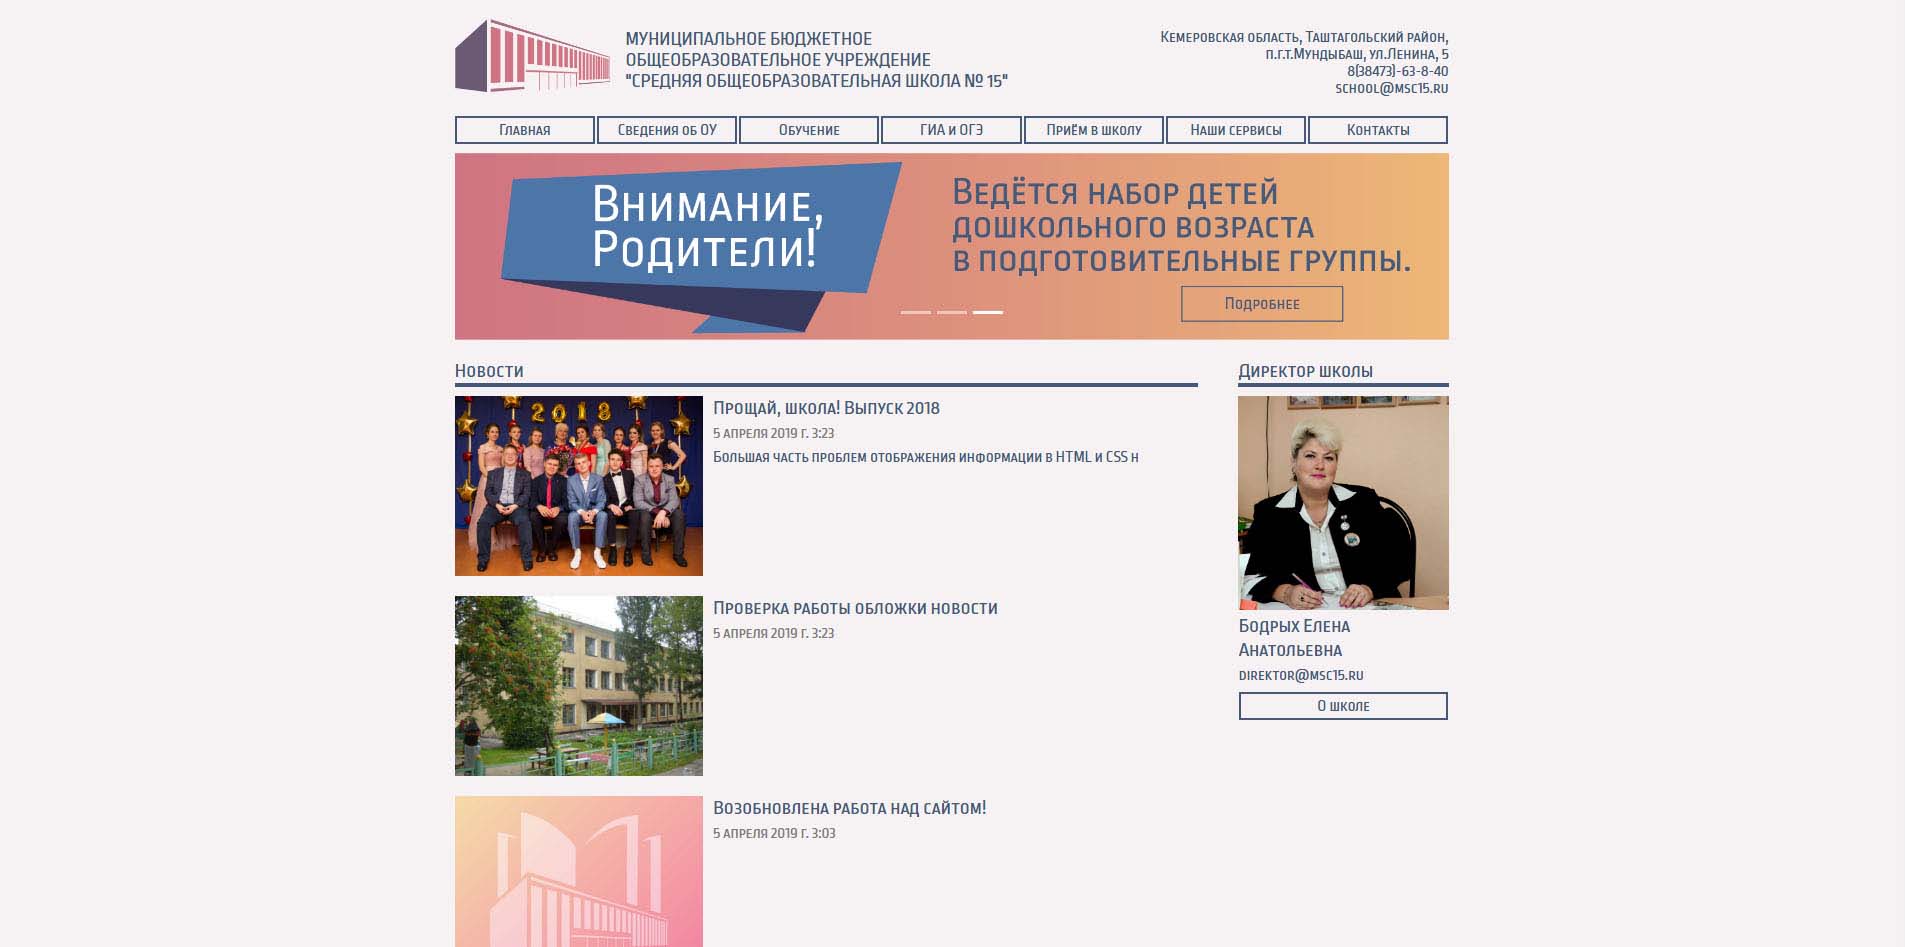 МУНИЦИПАЛЬНОЕ БЮДЖЕТНОЕ
ОБЩЕОБРАЗОВАТЕЛЬНОЕ УЧРЕЖДЕНИЕ
"СРЕДНЯЯ ОБЩЕОБРАЗОВАТЕЛЬНАЯ ШКОЛА № 15"
Кемеровская область, Таштагольский район,
п.г.т.Мундыбаш, ул.Ленина, 5
8(38473)-63-8-40
school@msc15.ru
Главная
Сведения об ОУ
Обучение
ГИА и ОГЭ
Приём в школу
Наши сервисы
Контакты
Внимание,
Родители!
Ведётся набор детей
дошкольного возраста
в подготовительные группы.
Подробнее
Новости
2018
Прощай, школа! Выпуск 2018
5 апреля 2019 г. 3:23
Большая часть проблем отображения информации в HTML и CSS н
Проверка работы обложки новости
5 апреля 2019 г. 3:23
Возобновлена работа над сайтом!
5 апреля 2019 г. 3:03
Директор школы
Бодрых Елена
Анатольевна
direktor@msc15.ru
О школе